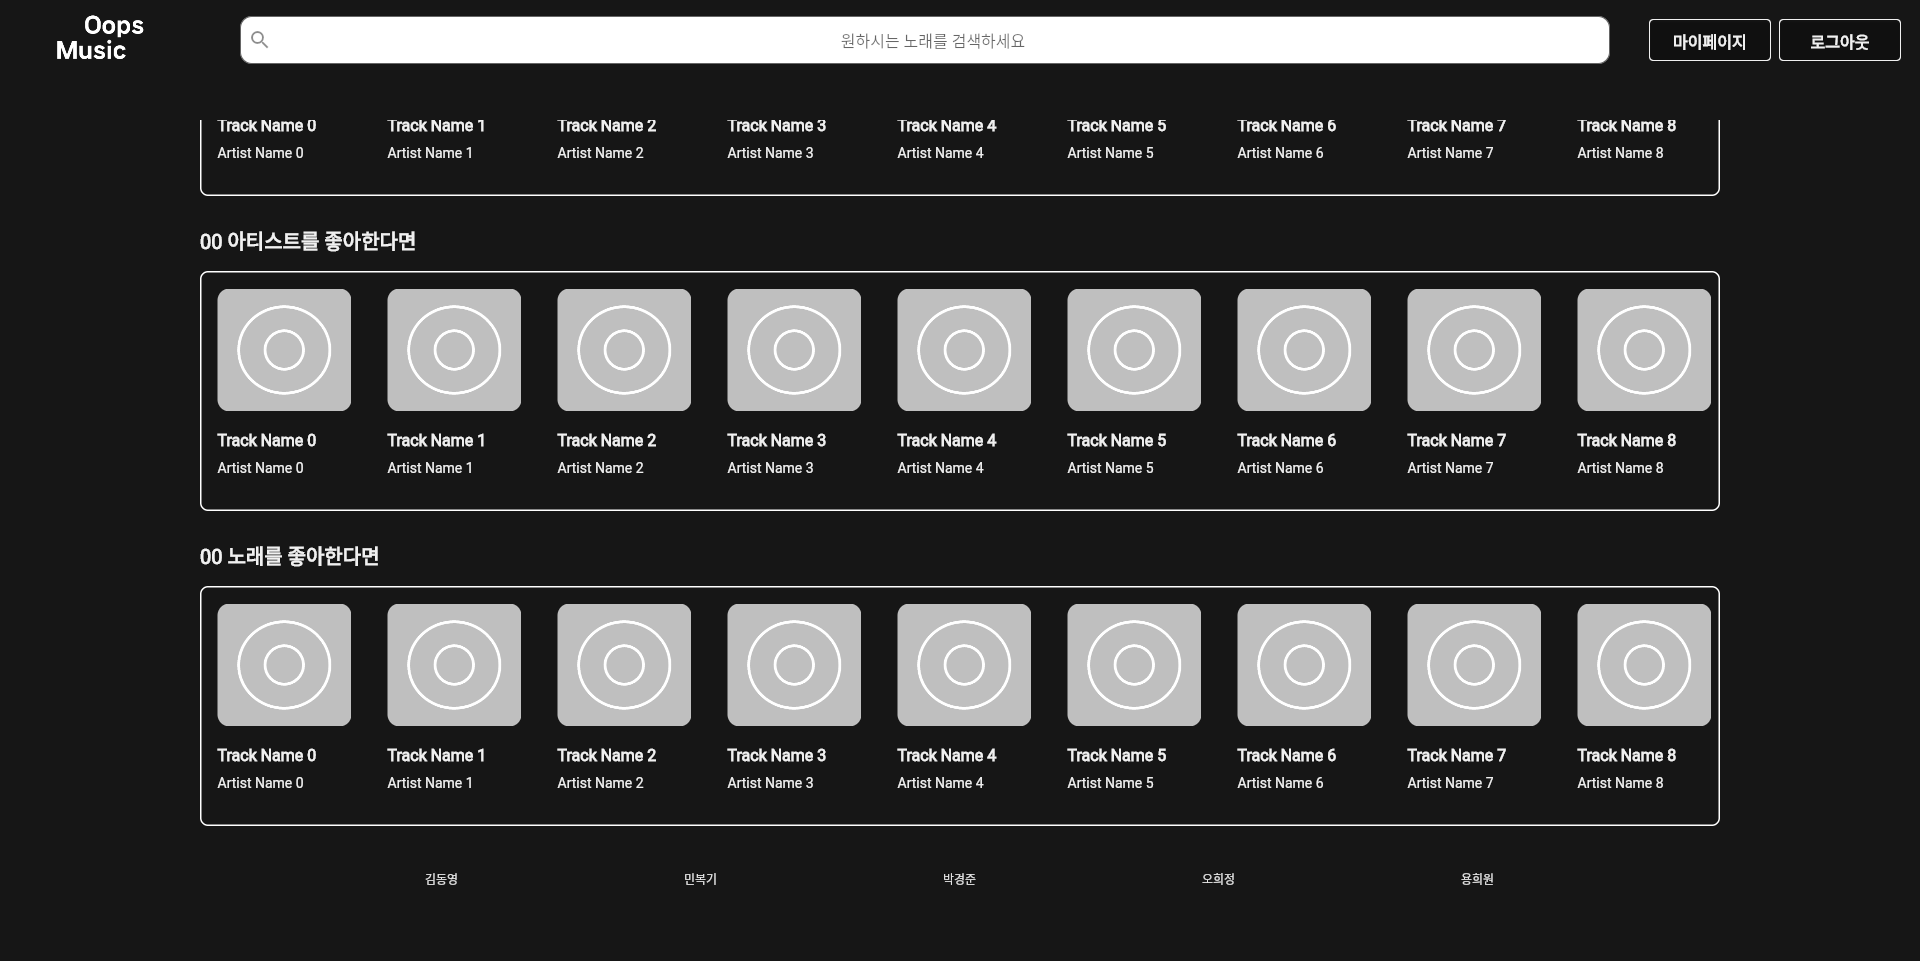 Oops
Music
원하시는 노래를 검색하세요
마이페이지
로그아웃
Track Name 0 Track Name 1 Track Name 2 Track Name 3 Track Name 4 Track Name 5 Track Name 6 Track Name 7 Track Name 8
Artist Name 0 Artist Name 1 Artist Name 2 Artist Name 3 Artist Name 4 Artist Name 5 Artist Name 6 Artist Name 7 Artist Name 8
00 아티스트를 좋아한다면
Track Name 0 Track Name 1 Track Name 2 Track Name 3 Track Name 4 Track Name 5 Track Name 6 Track Name 7 Track Name 8
Artist Name 0 Artist Name 1 Artist Name 2 Artist Name 3 Artist Name 4 Artist Name 5 Artist Name 6 Artist Name 7 Artist Name 8
00 노래를 좋아한다면
Track Name 0 Track Name 1 Track Name 2 Track Name 3 Track Name 4 Track Name 5 Track Name 6 Track Name 7 Track Name 8
Artist Name 0 Artist Name 1 Artist Name 2 Artist Name 3 Artist Name 4 Artist Name 5 Artist Name 6 Artist Name 7 Artist Name 8
김동영 민복기 박경준 오희정 용희원